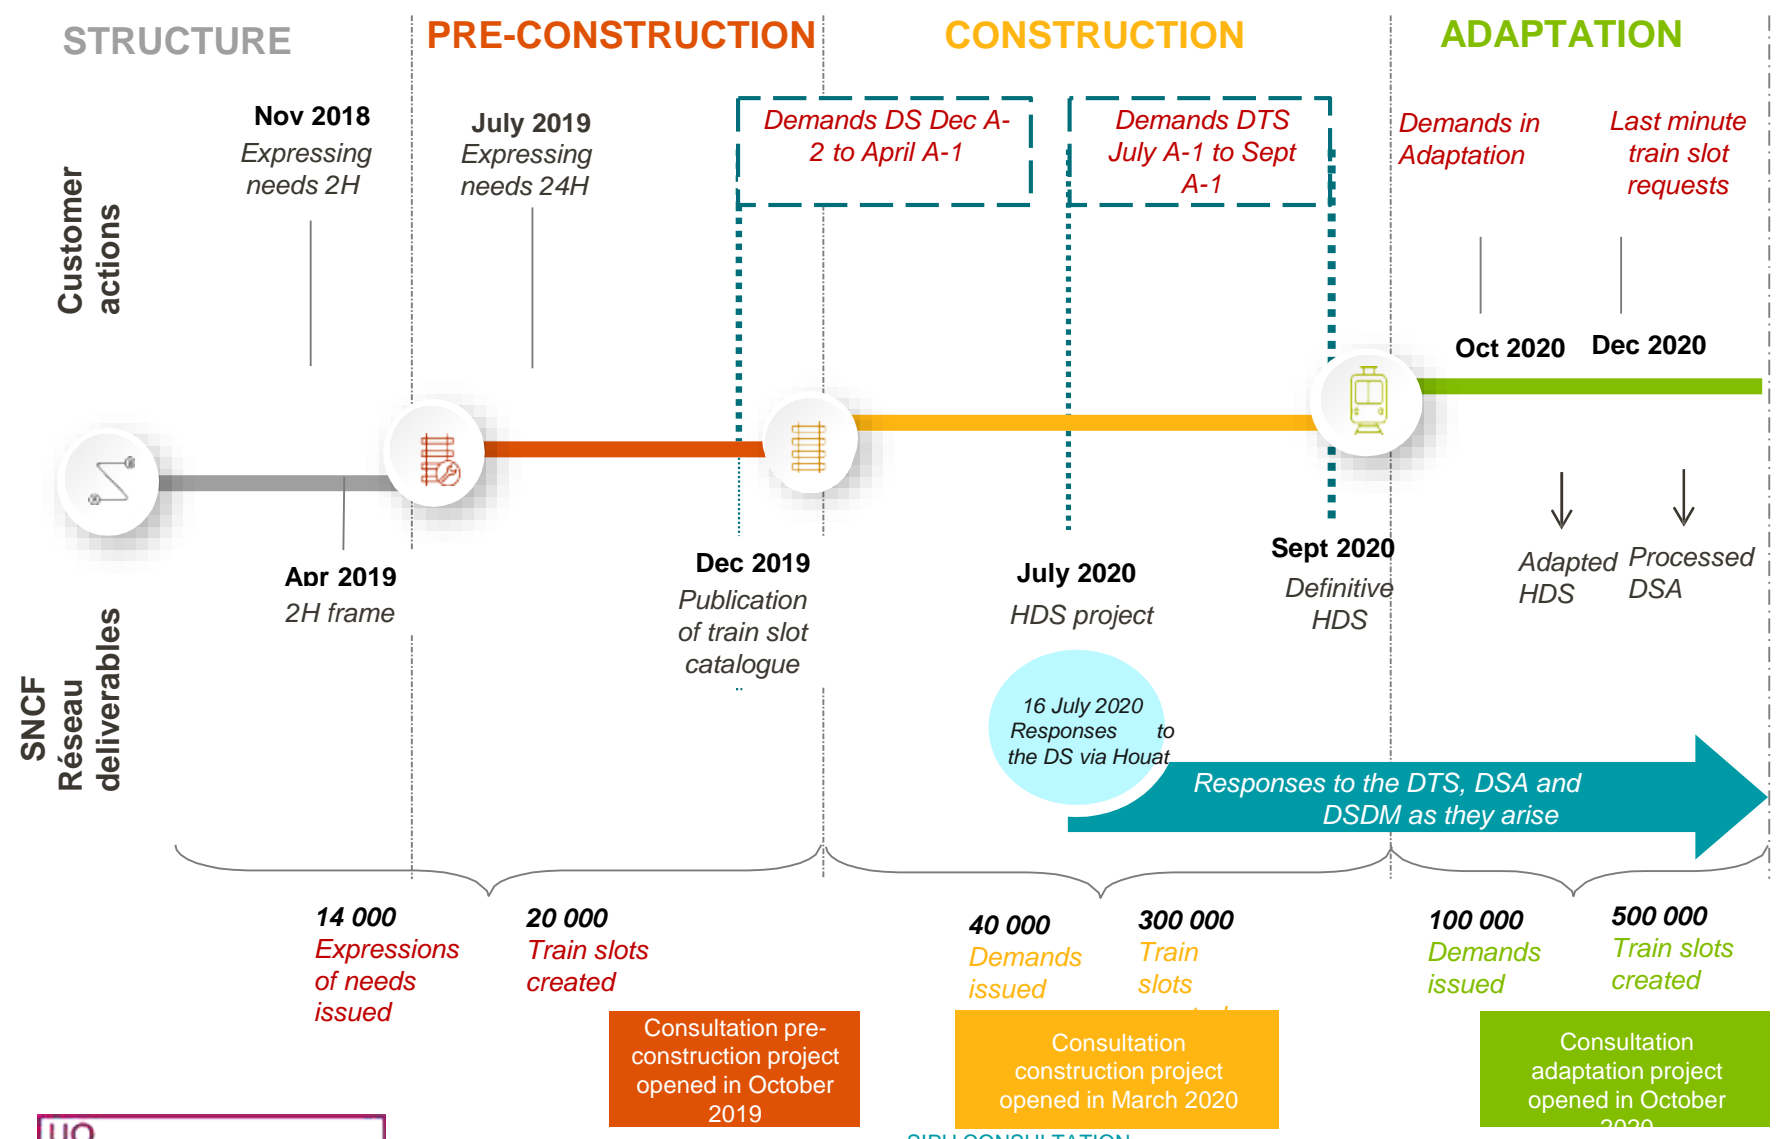 STRUCTURE
PRE-CONSTRUCTION
CONSTRUCTION
ADAPTATION
Customer
actions
Nov 2018
Expressing
needs 2H
July 2019
Expressing
needs 24H
Demands DS Dec A-
2 to April A-1
Demands DTS
July A-1 to Sept
A-1
Demands in
Adaptation
Last minute
train slot
requests
Oct 2020
Dec 2020
SNCF
Réseau
deliverables
Apr 2019
2H frame
Dec 2019
Publication
of train slot
catalogue
July 2020
HDS project
Sept 2020
Definitive
HDS
Adapted
HDS
Processed
DSA
16 July 2020
Responses to
the DS via Houat
Responses to the DTS, DSA and
DSDM as they arise
14 000
Expressions
of needs
issued
20 000
Train slots
created
40 000
Demands
issued
300 000
Train
slots
100 000
Demands
issued
500 000
Train slots
created
Consultation pre-
construction project
opened in October
2019
Consultation
construction project
opened in March 2020
Consultation
adaptation project
opened in October
2020
CONSULTATION